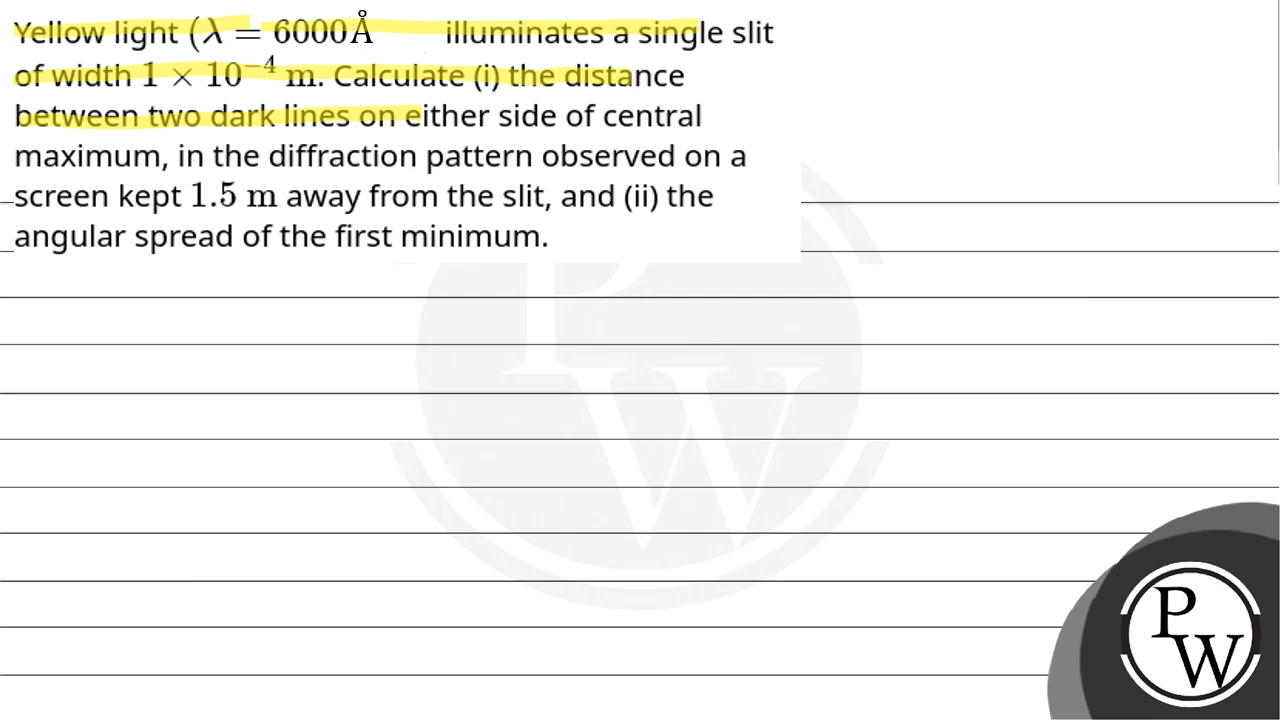 Yellow light (λ = 6000Å illuminates a single slit
of width 1 × 10⁻⁴ m. Calculate (i) the distance
between two dark lines on either side of central
maximum, in the diffraction pattern observed on a
screen kept 1.5 m away from the slit, and (ii) the
angular spread of the first minimum.
P
W
P
W